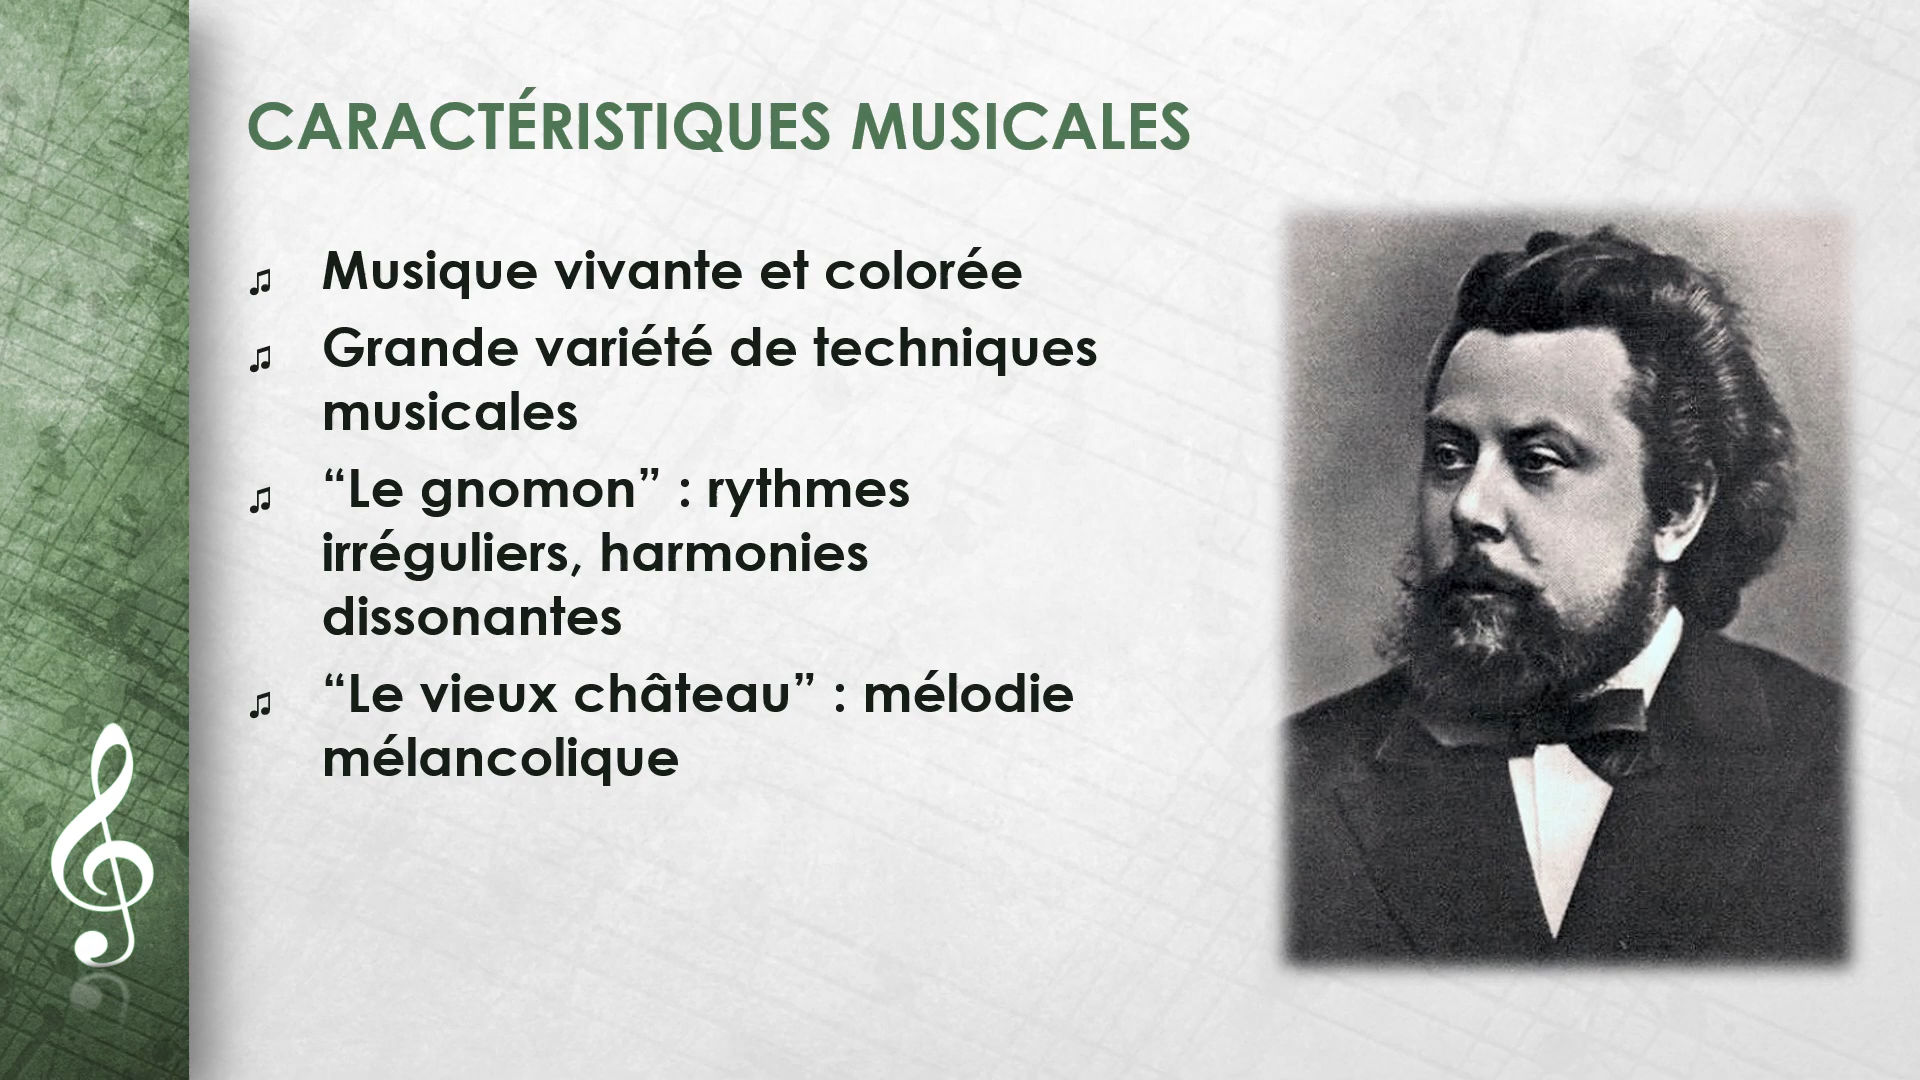 CARACTÉRISTIQUES MUSICALES
♫ Musique vivante et colorée
♫ Grande variété de techniques
musicales
♫ “Le gnomon” : rythmes
irréguliers, harmonies
dissonantes
♫ “Le vieux château” : mélodie
mélancolique